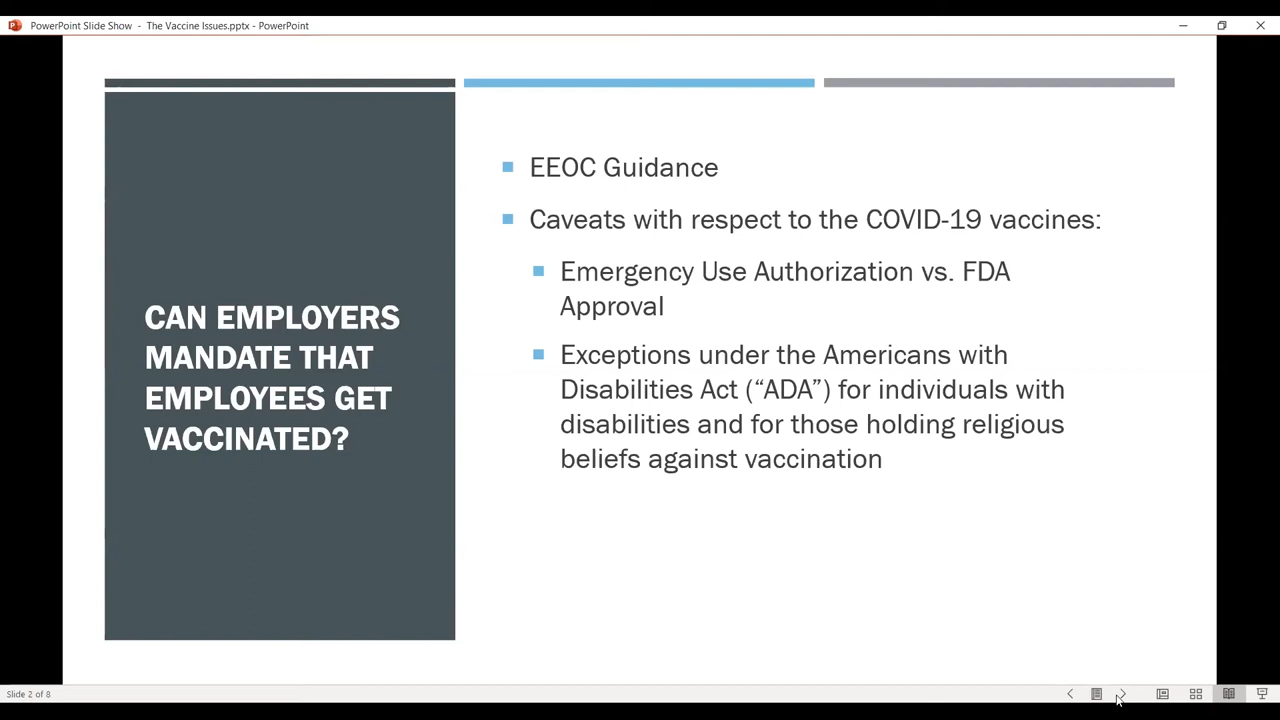 PowerPoint Slide Show - The Vaccine Issues.pptx - PowerPoint
CAN EMPLOYERS
MANDATE THAT
EMPLOYEES GET
VACCINATED?
EEOC Guidance
Caveats with respect to the COVID-19 vaccines:
Emergency Use Authorization vs. FDA
Approval
Exceptions under the Americans with
Disabilities Act (“ADA”) for individuals with
disabilities and for those holding religious
beliefs against vaccination
Slide 2 of 8